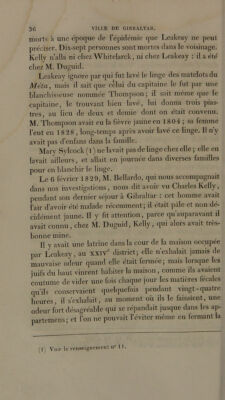 36 VILLE DE GIBRALTAR.
morts à une époque de l'épidémie que Leakesy ne peut
préciser. Dix-sept personnes sont mortes dans le voisinage.
Kelly n'alla ni chez Whitelarck, ni chez Leakesy : il a été
chez M. Duguid.
Leakesy ignore par qui fut lavé le linge des matelots du
Méta, mais il sait que celui du capitaine le fut par une
blanchisseuse nommée Thompson; il sait même que le
capitaine, le trouvant bien lavé, lui donna trois pias-
tres, au lieu de deux et demie dont on était convenu.
M. Thompson avait eu la fièvre jaune en 1804; sa femme
l'eut en 1828, long-temps après avoir lavé ce linge. Il n'y
avait pas d'enfans dans la famille.
Mary Sylcock (1) ne lavait pas de linge chez elle; elle en
lavait ailleurs, et allait en journée dans diverses familles
pour en blanchir le linge.
Le 6 février 1829, M. Bellardo, qui nous accompagnait
dans nos investigations, nous dit avoir vu Charles Kelly,
pendant son dernier séjour à Gibraltar : cet homme avait
l'air d'avoir été malade récemment; il était pâle et non dé-
cidément jaune. Il y fit attention, parce qu'auparavant il
avait connu, chez M. Duguid, Kelly, qui alors avait très-
bonne mine.
Il y avait une latrine dans la cour de la maison occupée
par Leakesy, au XXIVe district; elle n'exhalait jamais de
mauvaise odeur quand elle était fermée; mais lorsque les
juifs du haut vinrent habiter la maison, comme ils avaient
coutume de vider une fois chaque jour les matières fécales
qu'ils conservaient quelquefois pendant vingt-quatre
heures, il s'exhalait, au moment où ils le faisaient, une
odeur fort désagréable qui se répandait jusque dans les ap-
partemens; et l'on ne pouvait l'éviter même en fermant la
(1) Voir le renseignement n° 11.